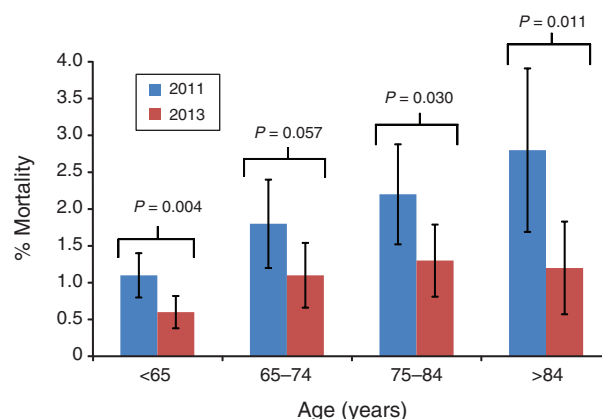 P = 0.011
4.0
3.5
3.0
2.5
2.0
1.5
1.0
0.5
0
% Mortality
2011
2013
P = 0.004
P = 0.057
P = 0.030
<65
65–74
75–84
>84
Age (years)